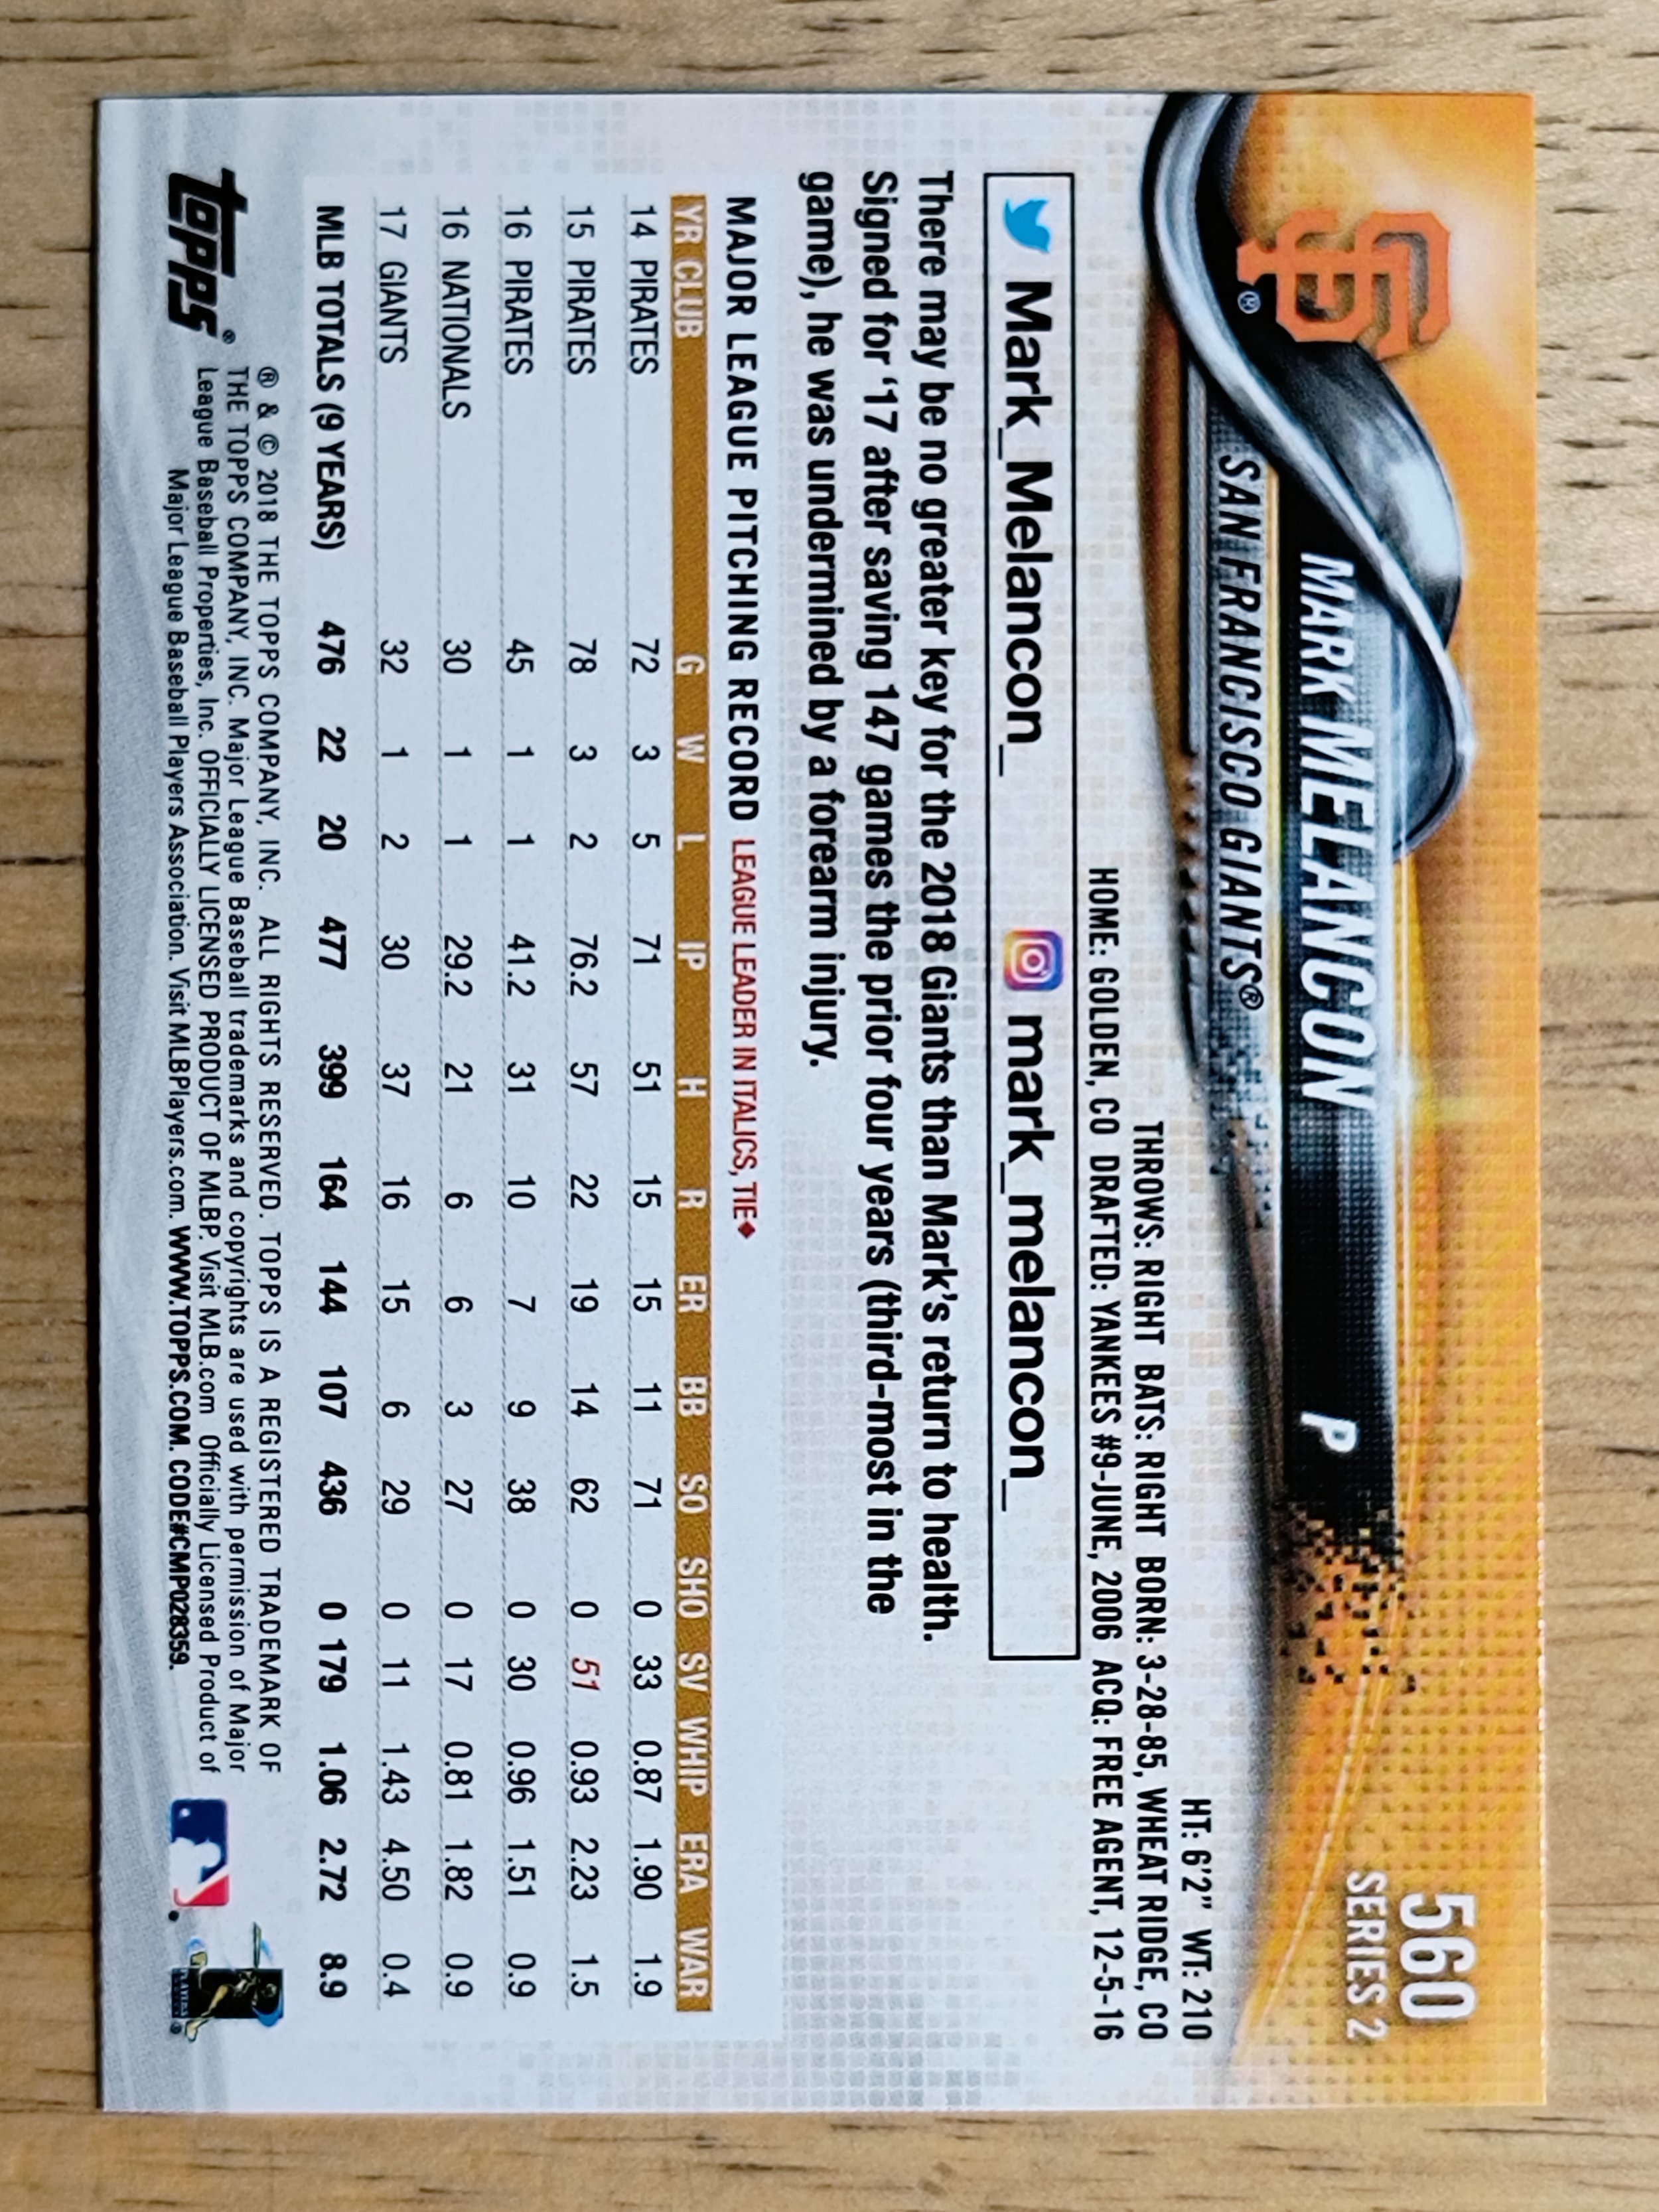 SF®
MARK MELANCON P
SAN FRANCISCO GIANTS®
560
SERIES 2
HT: 6'2" WT: 210
THROWS: RIGHT BATS: RIGHT BORN: 3-28-85, WHEAT RIDGE, CO
HOME: GOLDEN, CO DRAFTED: YANKEES #9-JUNE, 2006 ACQ: FREE AGENT, 12-5-16
Mark_Melancon_ mark_melancon_
There may be no greater key for the 2018 Giants than Mark's return to health.
Signed for '17 after saving 147 games the prior four years (third-most in the
game), he was undermined by a forearm injury.
MAJOR LEAGUE PITCHING RECORD LEAGUE LEADER IN ITALICS, TIE♦
YR CLUB G W L IP H R ER BB SO SHO SV WHIP ERA WAR
14 PIRATES 72 3 5 71 51 15 15 11 71 0 33 0.87 1.90 1.9
15 PIRATES 78 3 2 76.2 57 22 19 14 62 0 51 0.93 2.23 1.5
16 PIRATES 45 1 1 41.2 31 10 7 9 38 0 30 0.96 1.51 0.9
16 NATIONALS 30 1 1 29.2 21 6 6 3 27 0 17 0.81 1.82 0.9
17 GIANTS 32 1 2 30 37 16 15 6 29 0 11 1.43 4.50 0.4
MLB TOTALS (9 YEARS) 476 22 20 477 399 164 144 107 436 0 179 1.06 2.72 8.9
topps®
® & © 2018 THE TOPPS COMPANY, INC. ALL RIGHTS RESERVED. TOPPS IS A REGISTERED TRADEMARK OF
THE TOPPS COMPANY, INC. Major League Baseball trademarks and copyrights are used with permission of Major
League Baseball Properties, Inc. OFFICIALLY LICENSED PRODUCT OF MLBP. Visit MLB.com Officially Licensed Product of
Major League Baseball Players Association. Visit MLBPlayers.com. WWW.TOPPS.COM. CODE#CMP028359.